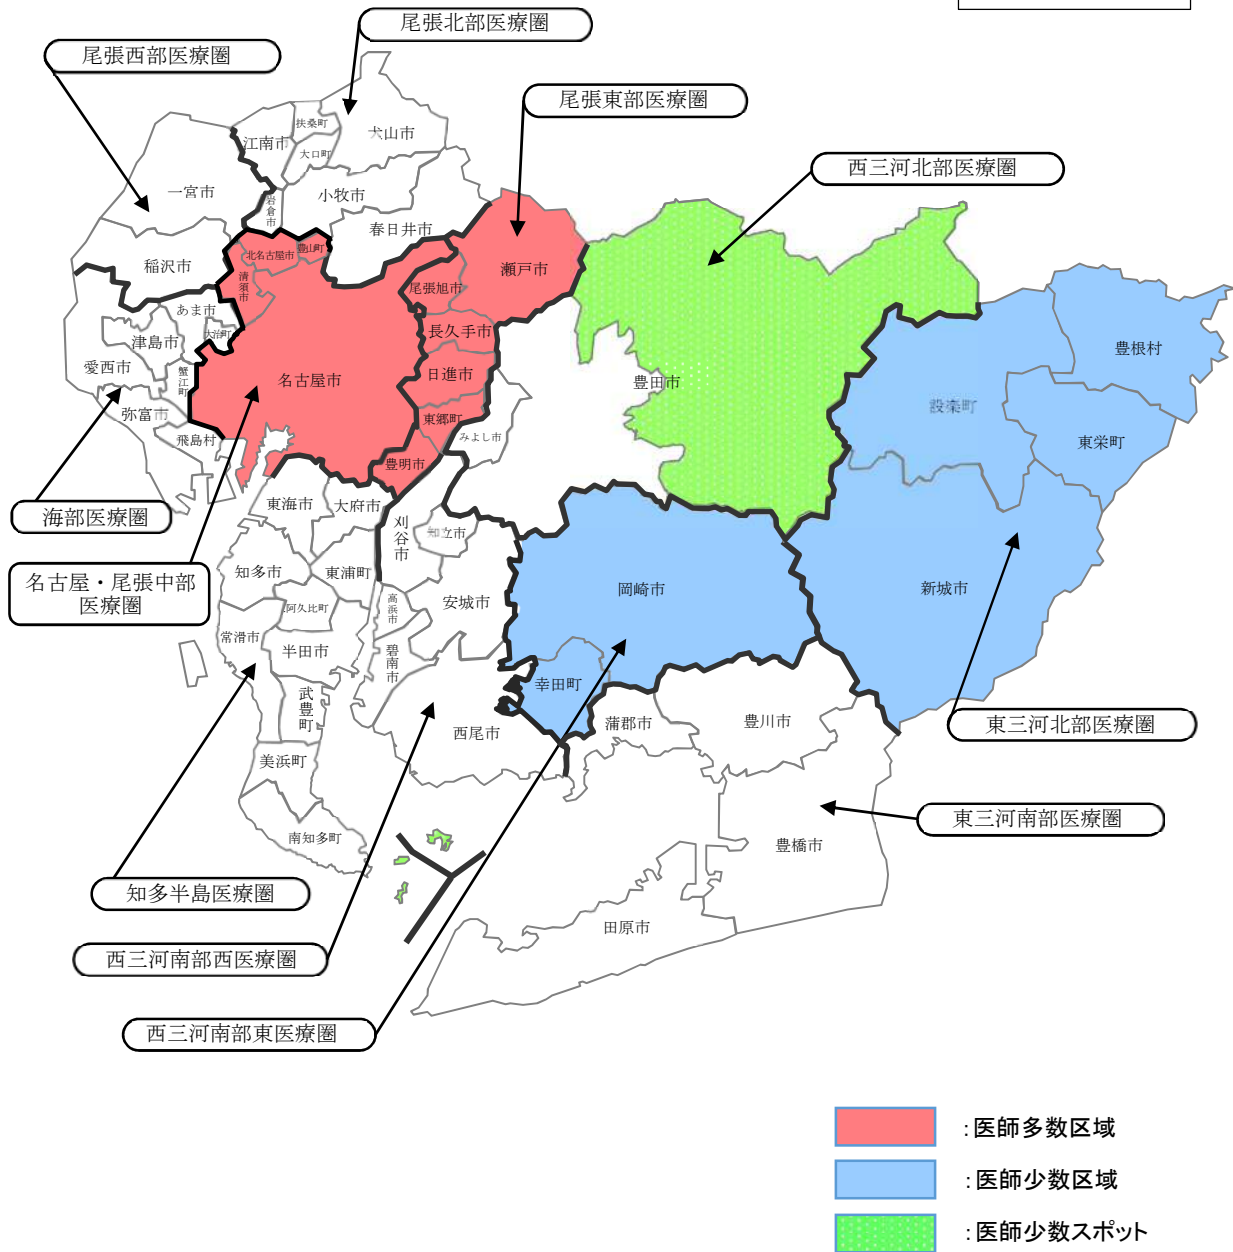 尾張北部医療圏
尾張西部医療圏
尾張東部医療圏
西三河北部医療圏
扶桑町
江南市
犬山市
大口町
一宮市
小牧市
岩倉市
春日井市
稲沢市
北名古屋市
豊山町
瀬戸市
清須市
尾張旭市
あま市
大治町
津島市
長久手市
愛西市
蟹江町
名古屋市
日進市
豊田市
豊根村
設楽町
弥富市
東郷町
飛島村
みよし市
東栄町
豊明市
海部医療圏
東海市
大府市
刈谷市
知立市
名古屋・尾張中部
医療圏
知多市
東浦町
阿久比町
高浜市
安城市
岡崎市
新城市
常滑市
半田市
碧南市
武豊町
幸田町
西尾市
蒲郡市
豊川市
東三河北部医療圏
美浜町
南知多町
東三河南部医療圏
豊橋市
知多半島医療圏
田原市
西三河南部西医療圏
西三河南部東医療圏
：医師多数区域
：医師少数区域
：医師少数スポット